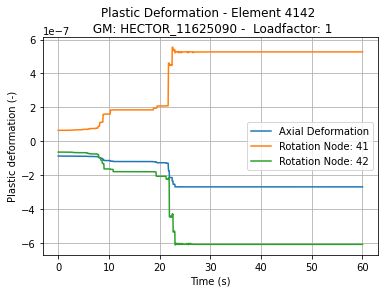 Plastic Deformation - Element 4142
GM: HECTOR_11625090 -  Loadfactor: 1
1e−7
6
4
2
0
−2
−4
−6
Plastic deformation (-)
Axial Deformation
Rotation Node: 41
Rotation Node: 42
0 10 20 30 40 50 60
Time (s)